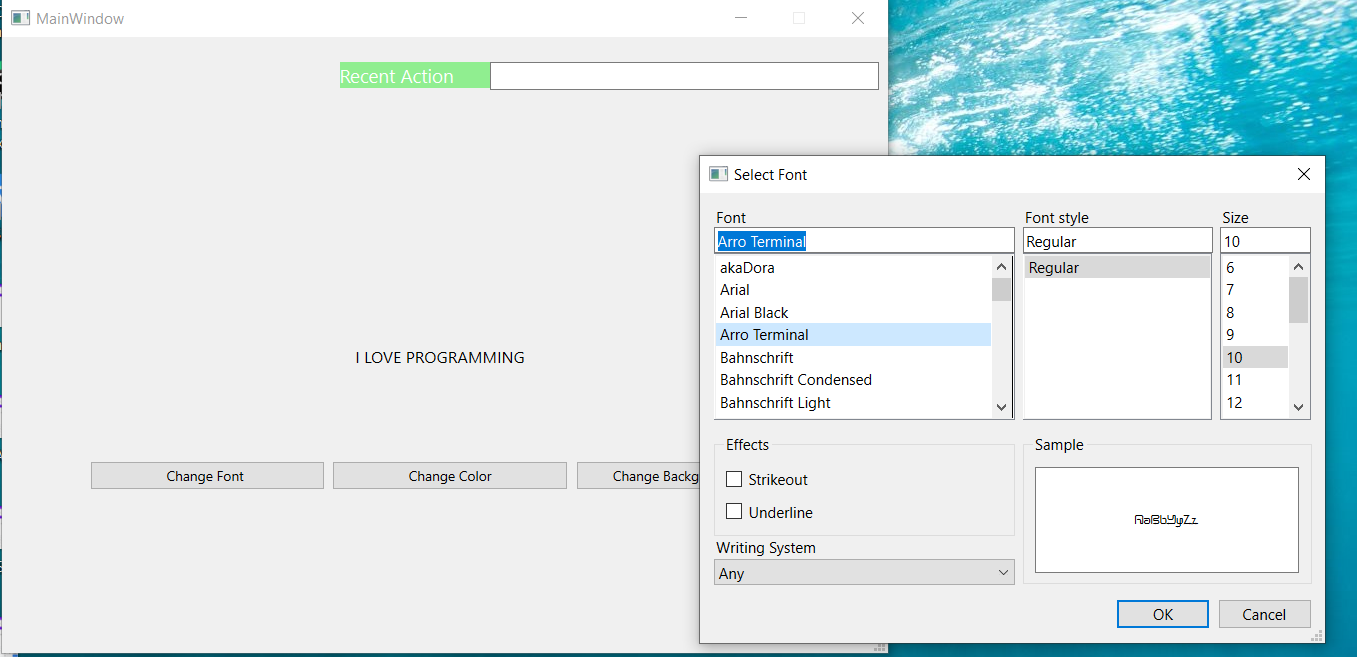 MainWindow
Recent Action
I LOVE PROGRAMMING
Change Font
Change Color
Change Backg
Select Font
Font
Font style
Size
Arro Terminal
Regular
10
akaDora
Arial
Arial Black
Arro Terminal
Bahnschrift
Bahnschrift Condensed
Bahnschrift Light
Regular
6
7
8
9
10
11
12
Effects
Strikeout
Underline
Sample
AaBbYyZz
Writing System
Any
OK
Cancel